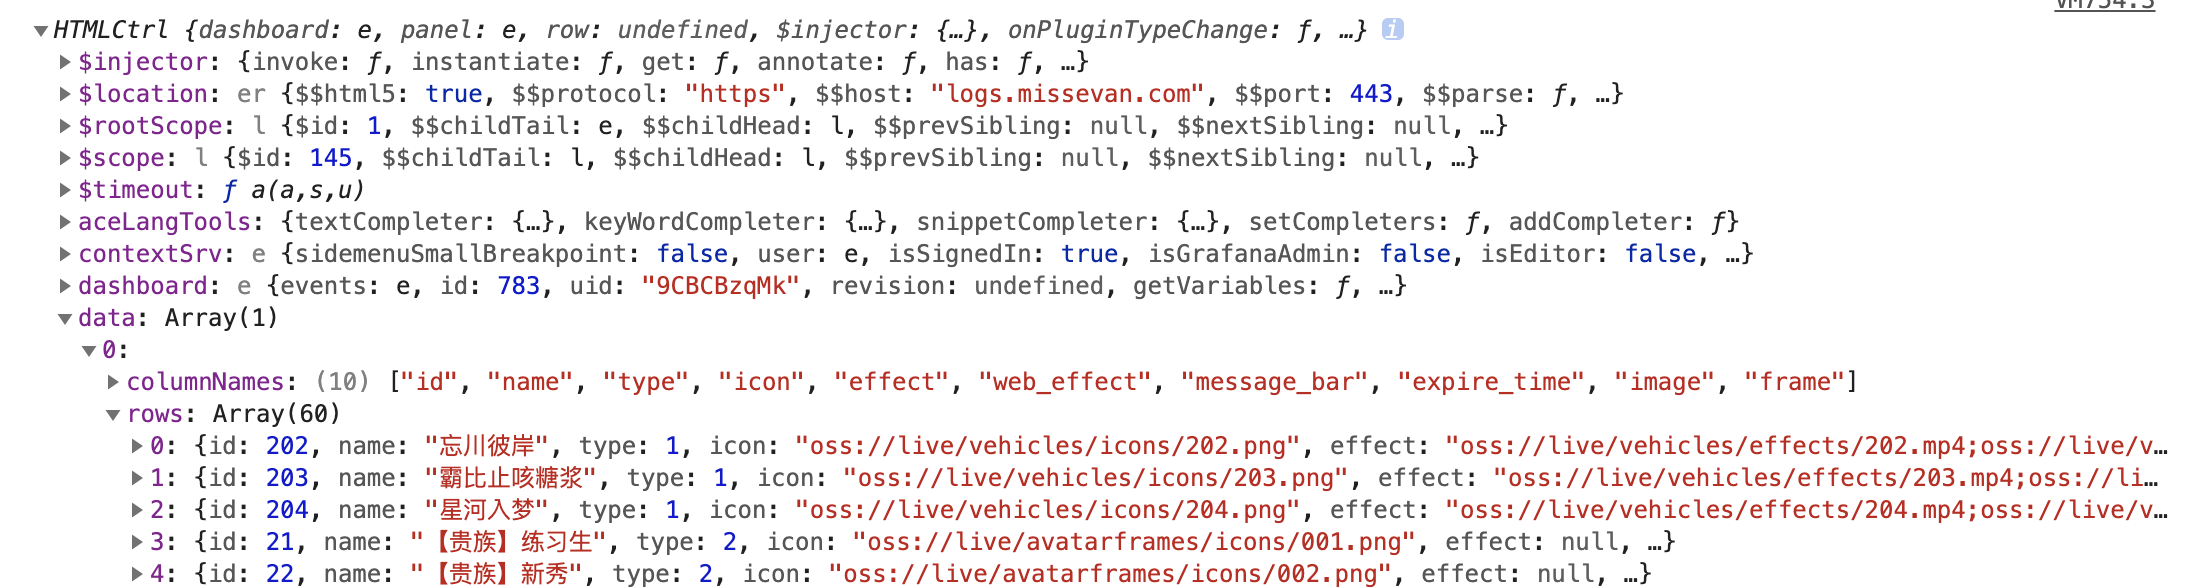 VM754:3
HTMLCtrl {dashboard: e, panel: e, row: undefined, $injector: {…}, onPluginTypeChange: ƒ, …}
$injector: {invoke: ƒ, instantiate: ƒ, get: ƒ, annotate: ƒ, has: ƒ, …}
$location: er {$$html5: true, $$protocol: "https", $$host: "logs.missevan.com", $$port: 443, $$parse: ƒ, …}
$rootScope: l {$id: 1, $$childTail: e, $$childHead: l, $$prevSibling: null, $$nextSibling: null, …}
$scope: l {$id: 145, $$childTail: l, $$childHead: l, $$prevSibling: null, $$nextSibling: null, …}
$timeout: ƒ a(a,s,u)
aceLangTools: {textCompleter: {…}, keyWordCompleter: {…}, snippetCompleter: {…}, setCompleters: ƒ, addCompleter: ƒ}
contextSrv: e {sidemenuSmallBreakpoint: false, user: e, isSignedIn: true, isGrafanaAdmin: false, isEditor: false, …}
dashboard: e {events: e, id: 783, uid: "9CBCBzqMk", revision: undefined, getVariables: ƒ, …}
data: Array(1)
0:
columnNames: (10) ["id", "name", "type", "icon", "effect", "web_effect", "message_bar", "expire_time", "image", "frame"]
rows: Array(60)
0: {id: 202, name: "忘川彼岸", type: 1, icon: "oss://live/vehicles/icons/202.png", effect: "oss://live/vehicles/effects/202.mp4;oss://live/v…
1: {id: 203, name: "霸比止咳糖浆", type: 1, icon: "oss://live/vehicles/icons/203.png", effect: "oss://live/vehicles/effects/203.mp4;oss://li…
2: {id: 204, name: "星河入梦", type: 1, icon: "oss://live/vehicles/icons/204.png", effect: "oss://live/vehicles/effects/204.mp4;oss://live/v…
3: {id: 21, name: "【贵族】练习生", type: 2, icon: "oss://live/avatarframes/icons/001.png", effect: null, …}
4: {id: 22, name: "【贵族】新秀", type: 2, icon: "oss://live/avatarframes/icons/002.png", effect: null, …}